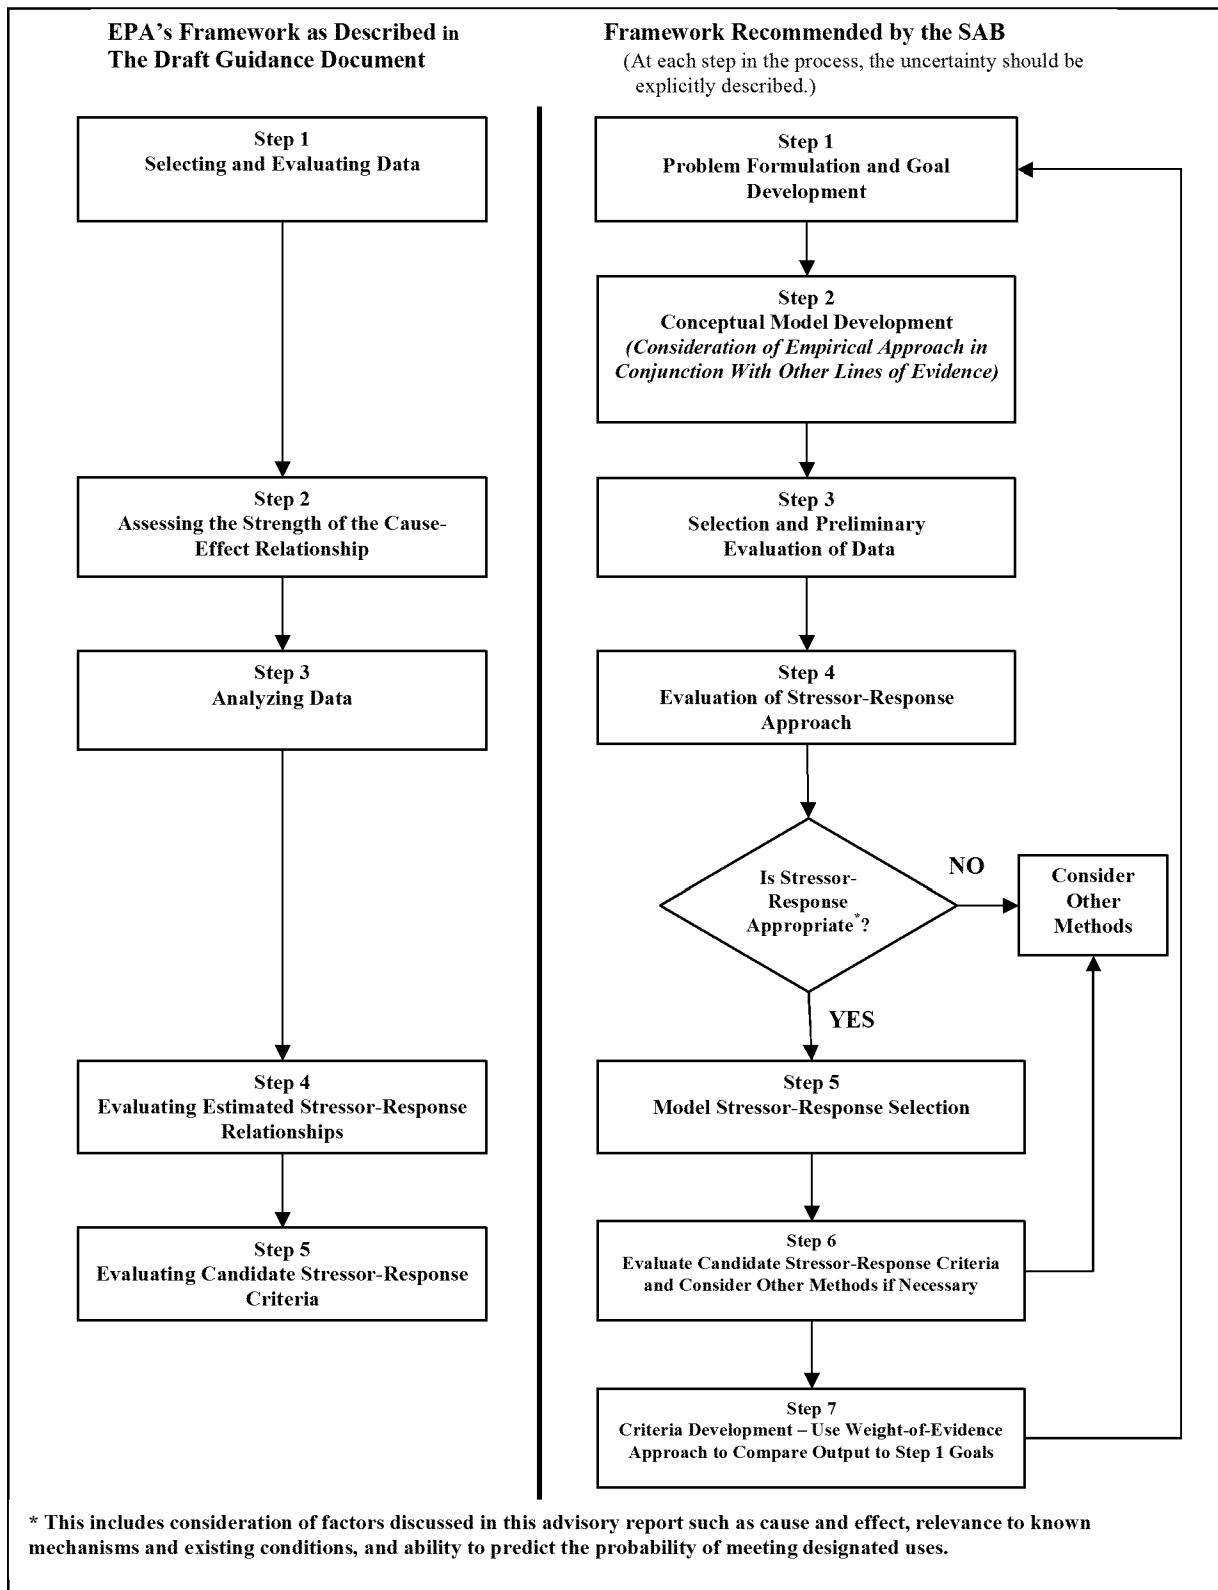 EPA's Framework as Described in
The Draft Guidance Document
Step 1
Selecting and Evaluating Data
Step 2
Assessing the Strength of the Cause-
Effect Relationship
Step 3
Analyzing Data
Step 4
Evaluating Estimated Stressor-Response
Relationships
Step 5
Evaluating Candidate Stressor-Response
Criteria
Framework Recommended by the SAB
(At each step in the process, the uncertainty should be
explicitly described.)
Step 1
Problem Formulation and Goal
Development
Step 2
Conceptual Model Development
(Consideration of Empirical Approach in
Conjunction With Other Lines of Evidence)
Step 3
Selection and Preliminary
Evaluation of Data
Step 4
Evaluation of Stressor-Response
Approach
Is Stressor-
Response
Appropriate*?
NO
Consider
Other
Methods
YES
Step 5
Model Stressor-Response Selection
Step 6
Evaluate Candidate Stressor-Response Criteria
and Consider Other Methods if Necessary
Step 7
Criteria Development – Use Weight-of-Evidence
Approach to Compare Output to Step 1 Goals
* This includes consideration of factors discussed in this advisory report such as cause and effect, relevance to known
mechanisms and existing conditions, and ability to predict the probability of meeting designated uses.